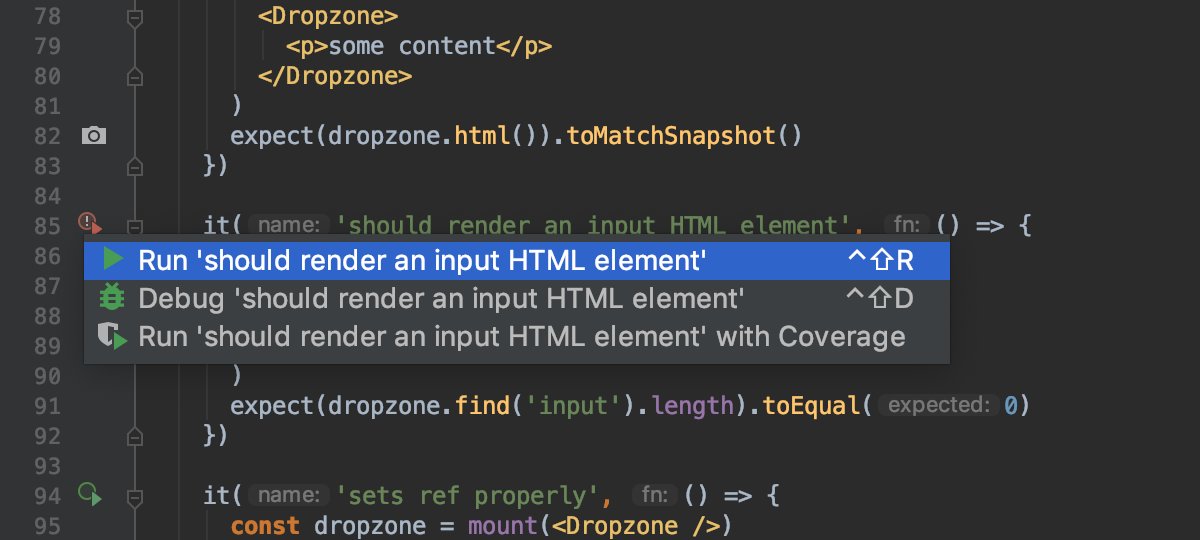 78 <Dropzone>
79 <p>some content</p>
80 </Dropzone>
81 )
82 expect(dropzone.html()).toMatchSnapshot()
83 })
84
85 it( name: 'should render an input HTML element', fn: () => {
86 Run 'should render an input HTML element' ^⇧R
87 Debug 'should render an input HTML element' ^⇧D
88
89 Run 'should render an input HTML element' with Coverage
90 )
91 expect(dropzone.find('input').length).toEqual( expected: 0)
92 })
93
94 it( name: 'sets ref properly', fn: () => {
95 const dropzone = mount(<Dropzone />)